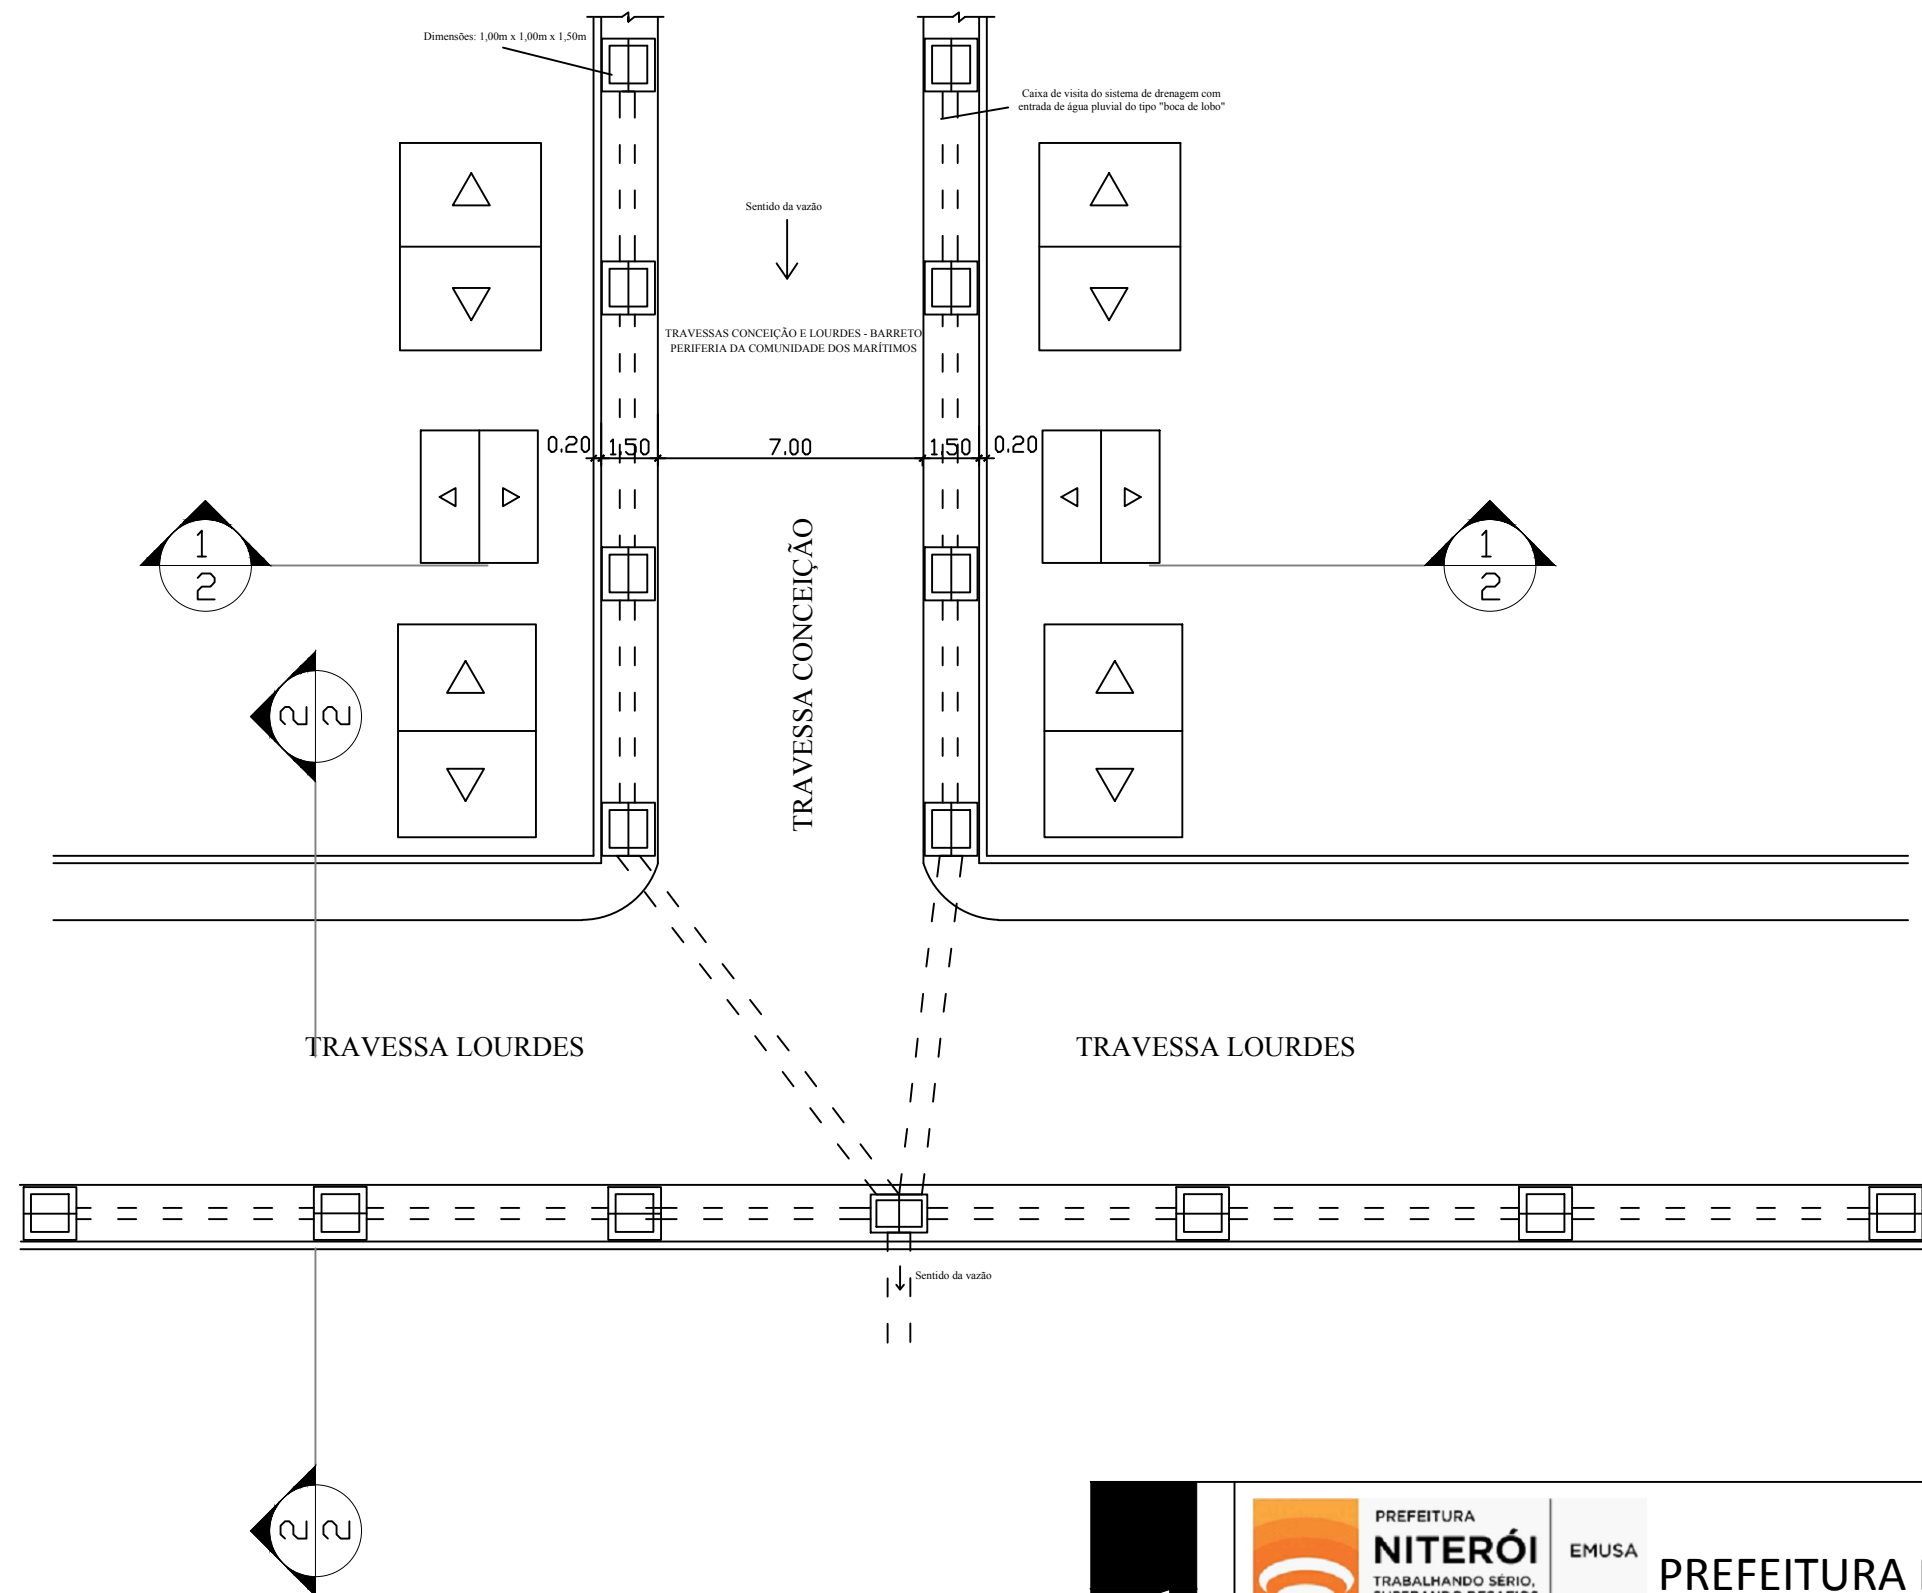 Dimensões: 1,00m x 1,00m x 1,50m
Caixa de visita do sistema de drenagem com
entrada de água pluvial do tipo "boca de lobo"
Sentido da vazão
TRAVESSAS CONCEIÇÃO E LOURDES - BARRETO
PERIFERIA DA COMUNIDADE DOS MARÍTIMOS
0.20 1.50 7.00 1.50 0.20
TRAVESSA CONCEIÇÃO
1
2
1
2
2 2
TRAVESSA LOURDES
TRAVESSA LOURDES
Sentido da vazão
2 2
PREFEITURA
NITERÓI
TRABALHANDO SÉRIO,
SUPERANDO DESAFIOS
EMUSA
PREFEITURA